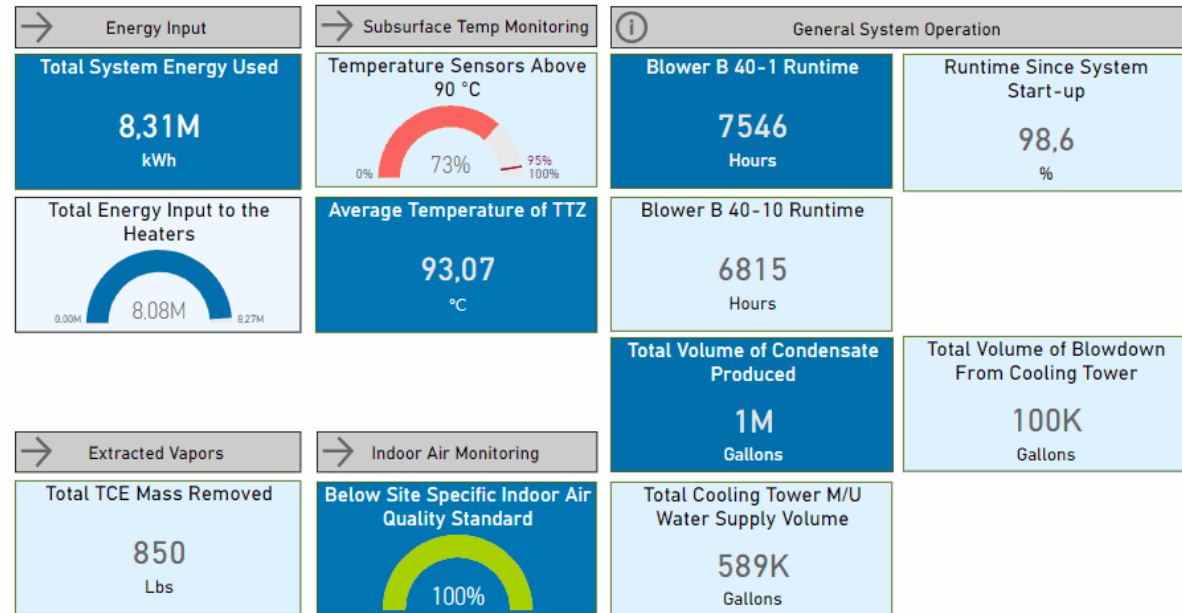 Energy Input
Total System Energy Used
8,31M
kWh
Total Energy Input to the
Heaters
8.08M
0,00M
8,27M
Subsurface Temp Monitoring
Temperature Sensors Above
90 °C
73%
0%
95%
100%
Average Temperature of TTZ
93,07
°C
General System Operation
Blower B 40-1 Runtime
7546
Hours
Runtime Since System
Start-up
98,6
%
Blower B 40-10 Runtime
6815
Hours
Total Volume of Condensate
Produced
1M
Gallons
Total Volume of Blowdown
From Cooling Tower
100K
Gallons
Total Cooling Tower M/U
Water Supply Volume
589K
Gallons
Extracted Vapors
Total TCE Mass Removed
850
Lbs
Indoor Air Monitoring
Below Site Specific Indoor Air
Quality Standard
100%